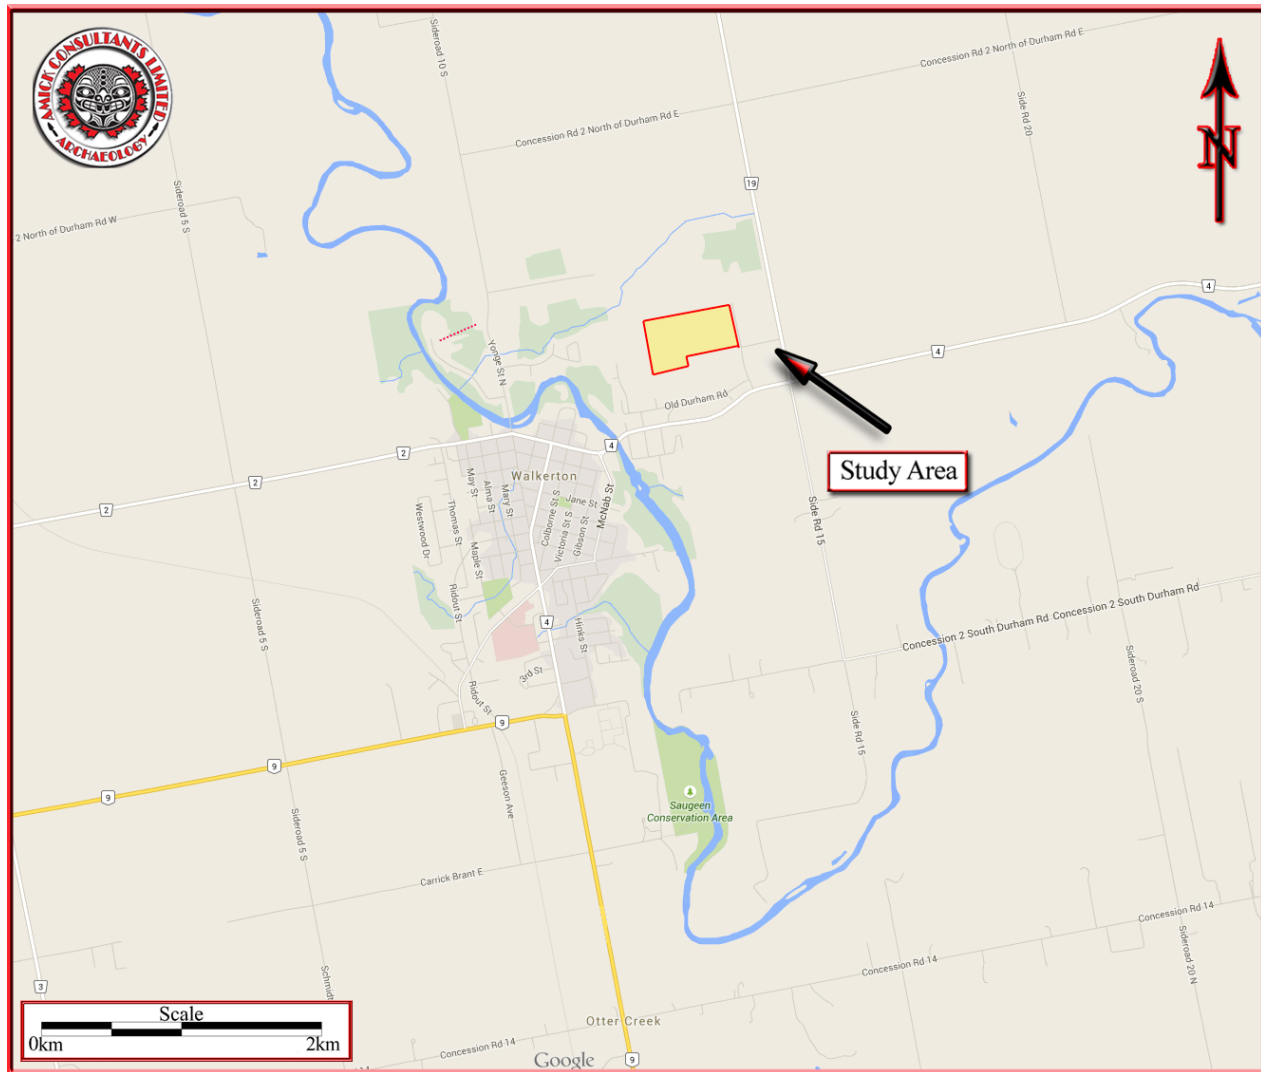 AMICK CONSULTANTS LIMITED
ARCHAEOLOGY
Sideroad 10 S
Concession Rd 2 North of Durham Rd E
Side Rd 20
N
Concession Rd 2 North of Durham Rd E
19
Sideroad 5 S
2 North of Durham Rd W
4
Yonge St N
4
Old Durham Rd
4
2
2
2
Walkerton
Study Area
May St
Alma St
Mary St
Jane St
McNab St
Colborne St S
Victoria St S
Gibson St
Westwood Dr
Thomas St
Maple St
Side Rd 15
Ridout St
Sideroad 5 S
4
Hinks St
Concession 2 South Durham Rd
Concession 2 South Durham Rd
3rd St
Ridout St
Sideroad 20 S
Side Rd 15
9
9
9
Geeson Ave
Saugeen
Conservation Area
Sideroad 5 S
Carrick Brant E
Concession Rd 14
Concession Rd 14
Sideroad 20 N
3
Schmidt
Scale
0km
2km
Otter Creek
Concession Rd 14
Google
9